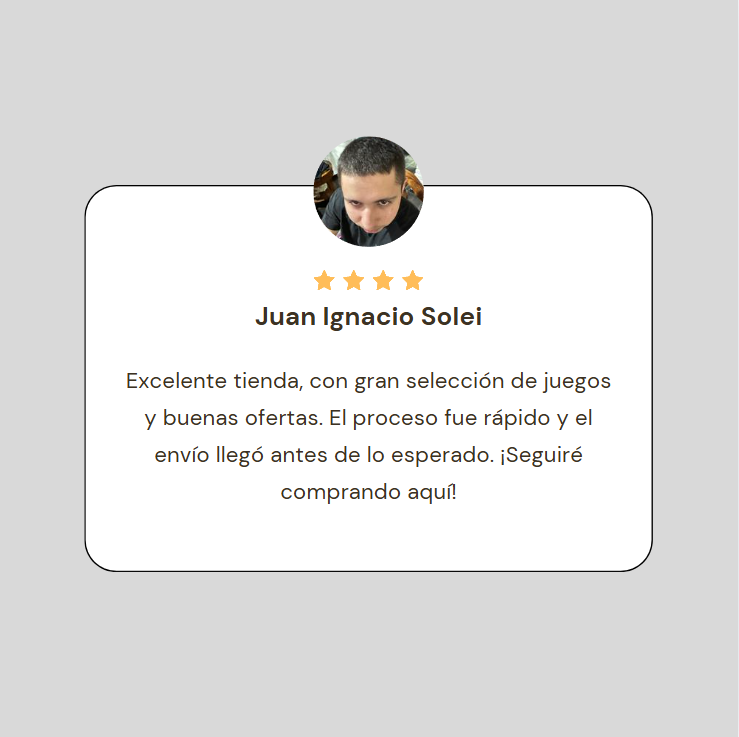 Juan Ignacio Solei
Excelente tienda, con gran selección de juegos
y buenas ofertas. El proceso fue rápido y el
envío llegó antes de lo esperado. ¡Seguiré
comprando aquí!